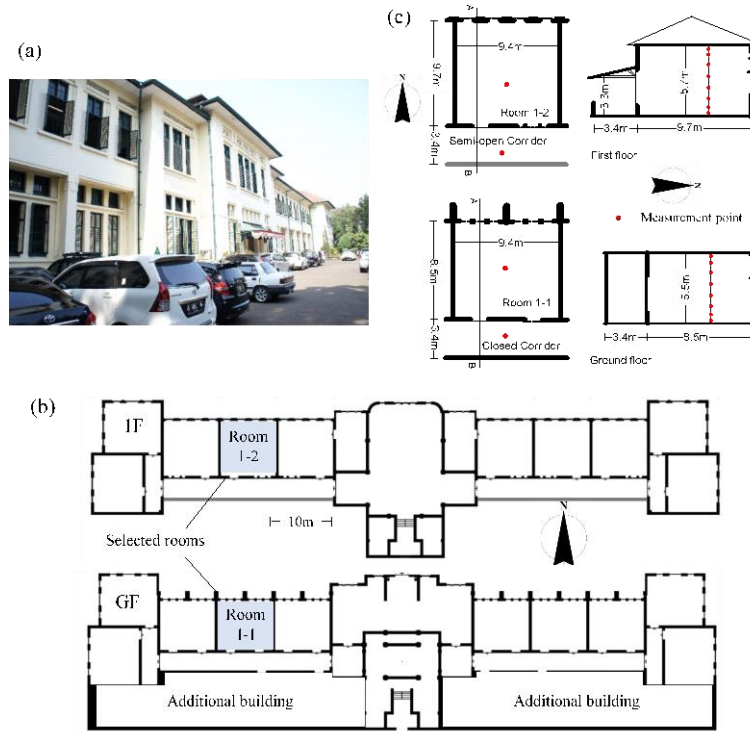 (a)
(c)
9.4m
9.7m
Room 1-2
Semi-open Corridor
3.4m
A
B
N
3.3m
5.7m
3.4m
9.7m
First floor
N
Measurement point
9.4m
8.5m
Room 1-1
Closed Corridor
3.4m
A
B
5.5m
3.4m
8.5m
Ground floor
(b)
1F
Room
1-2
10m
Selected rooms
N
GF
Room
1-1
Additional building
Additional building